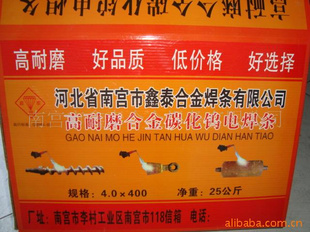 高耐磨 好品质 低价格 好选择
河北省南宫市鑫泰合金焊条有限公司
高耐磨合金碳化钨电焊条
GAO NAI MO HE JIN TAN HUA WU DIAN HAN TIAO
规格：4.0×400 净重：25公斤
厂址：南宫市李村工业区南宫市118信箱 电话：
alibaba.com.cn